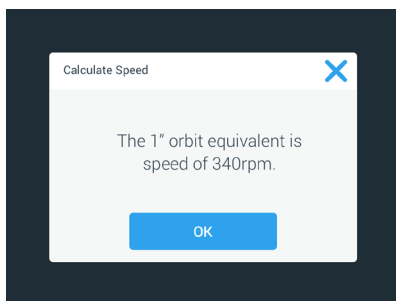 Calculate Speed
The 1” orbit equivalent is
speed of 340rpm.
OK